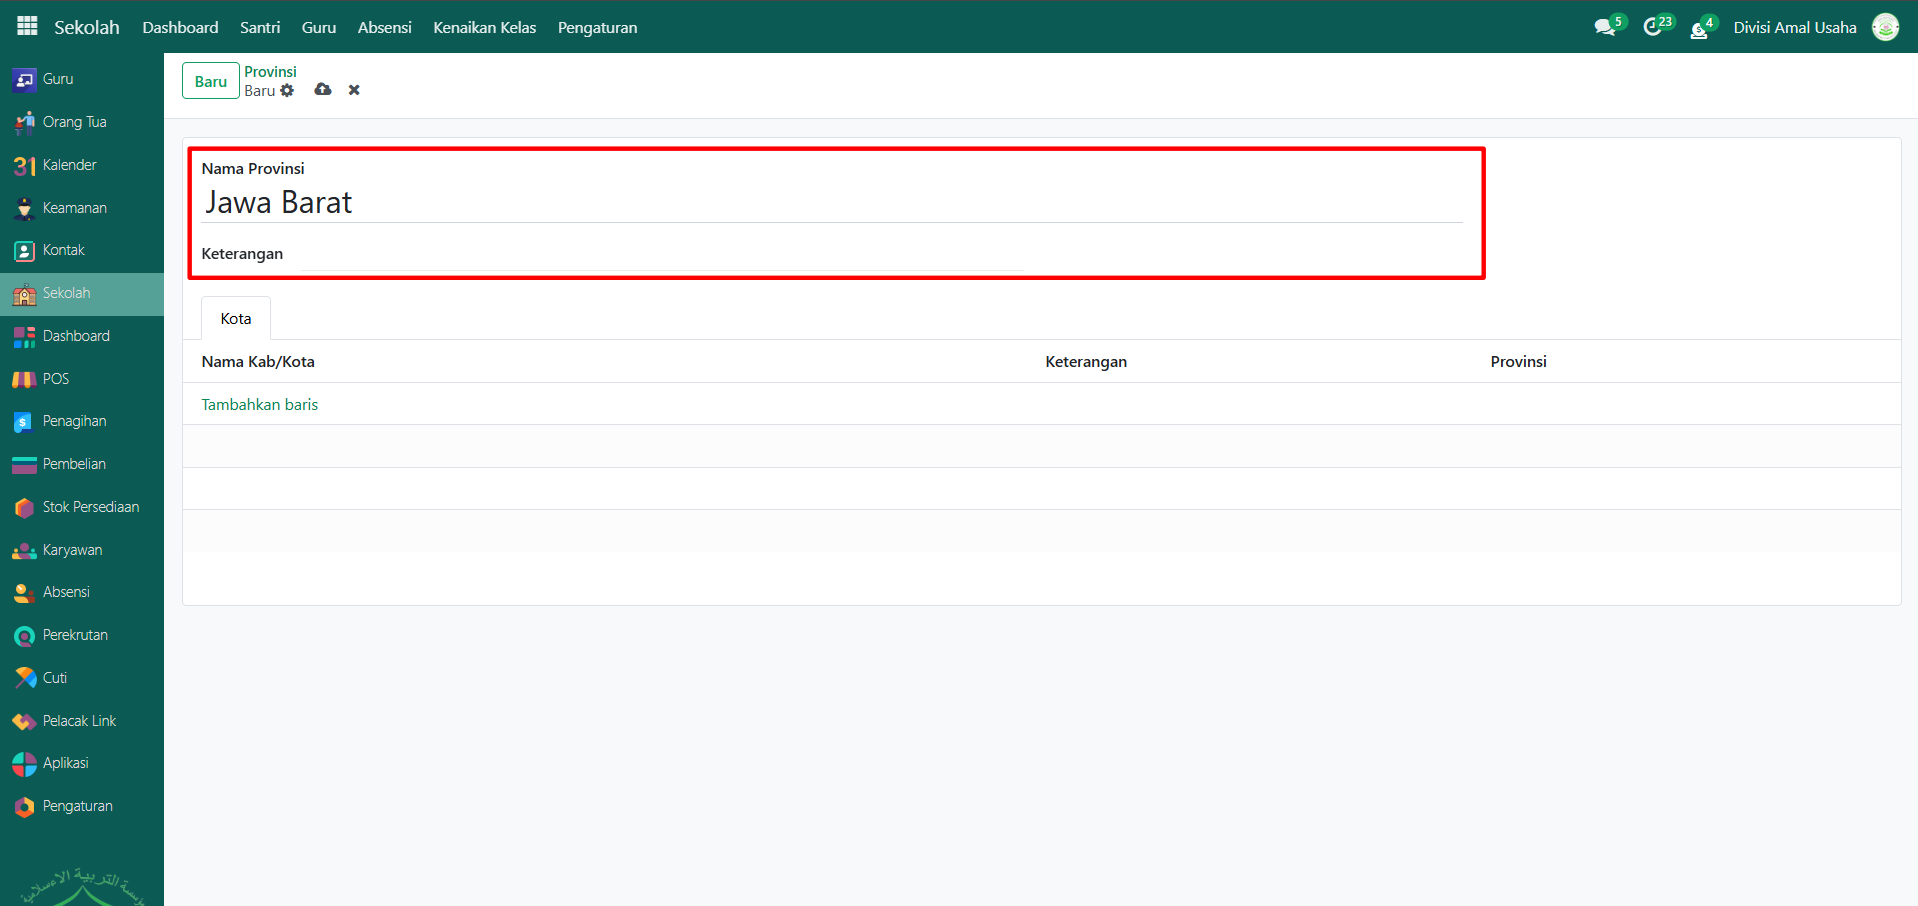 Sekolah Dashboard Santri Guru Absensi Kenaikan Kelas Pengaturan 5 23 4 Divisi Amal Usaha
Guru
Orang Tua
31 Kalender
Keamanan
Kontak
Sekolah
Dashboard
POS
Penagihan
Pembelian
Stok Persediaan
Karyawan
Absensi
Perekrutan
Cuti
Pelacak Link
Aplikasi
Pengaturan
Baru Provinsi
Baru
Nama Provinsi
Jawa Barat
Keterangan
Kota
Nama Kab/Kota Keterangan Provinsi
Tambahkan baris